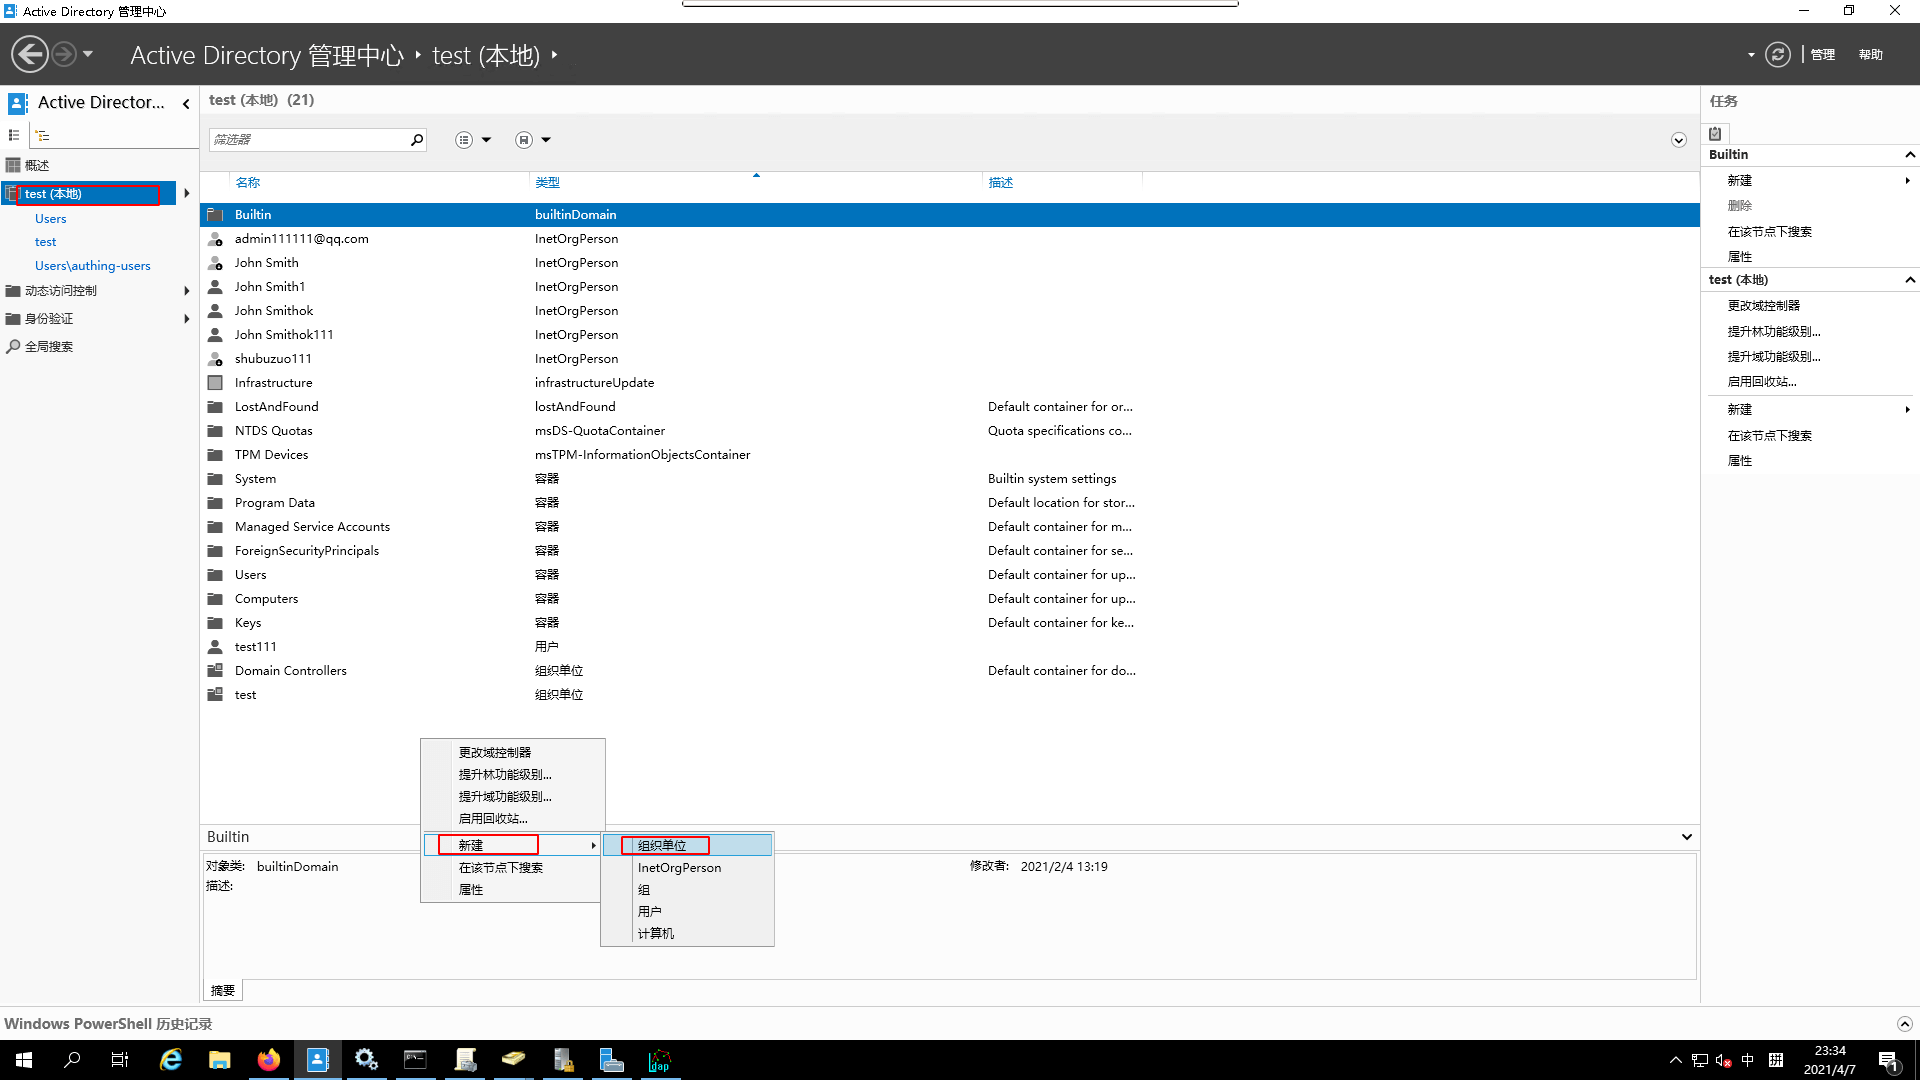 Active Directory 管理中心
Active Directory 管理中心 test (本地)
管理 帮助
Active Director...
概述
test (本地)
Users
test
Users\authing-users
动态访问控制
身份验证
全局搜索
test (本地) (21)
筛选器
名称 类型 描述
Builtin builtinDomain
admin111111@qq.com InetOrgPerson
John Smith InetOrgPerson
John Smith1 InetOrgPerson
John Smithok InetOrgPerson
John Smithok111 InetOrgPerson
shubuzuo111 InetOrgPerson
Infrastructure infrastructureUpdate
LostAndFound lostAndFound Default container for or...
NTDS Quotas msDS-QuotaContainer Quota specifications co...
TPM Devices msTPM-InformationObjectsContainer
System 容器 Builtin system settings
Program Data 容器 Default location for stor...
Managed Service Accounts 容器 Default container for m...
ForeignSecurityPrincipals 容器 Default container for se...
Users 容器 Default container for up...
Computers 容器 Default container for up...
Keys 容器 Default container for ke...
test111 用户
Domain Controllers 组织单位 Default container for do...
test 组织单位
更改域控制器
提升林功能级别...
提升域功能级别...
启用回收站...
新建
在该节点下搜索
属性
组织单位
InetOrgPerson
组
用户
计算机
Builtin
对象类: builtinDomain
修改者: 2021/2/4 13:19
描述:
摘要
任务
Builtin
新建
删除
在该节点下搜索
属性
test (本地)
更改域控制器
提升林功能级别...
提升域功能级别...
启用回收站...
新建
在该节点下搜索
属性
Windows PowerShell 历史记录
ldap
中
拼
23:34
2021/4/7
1